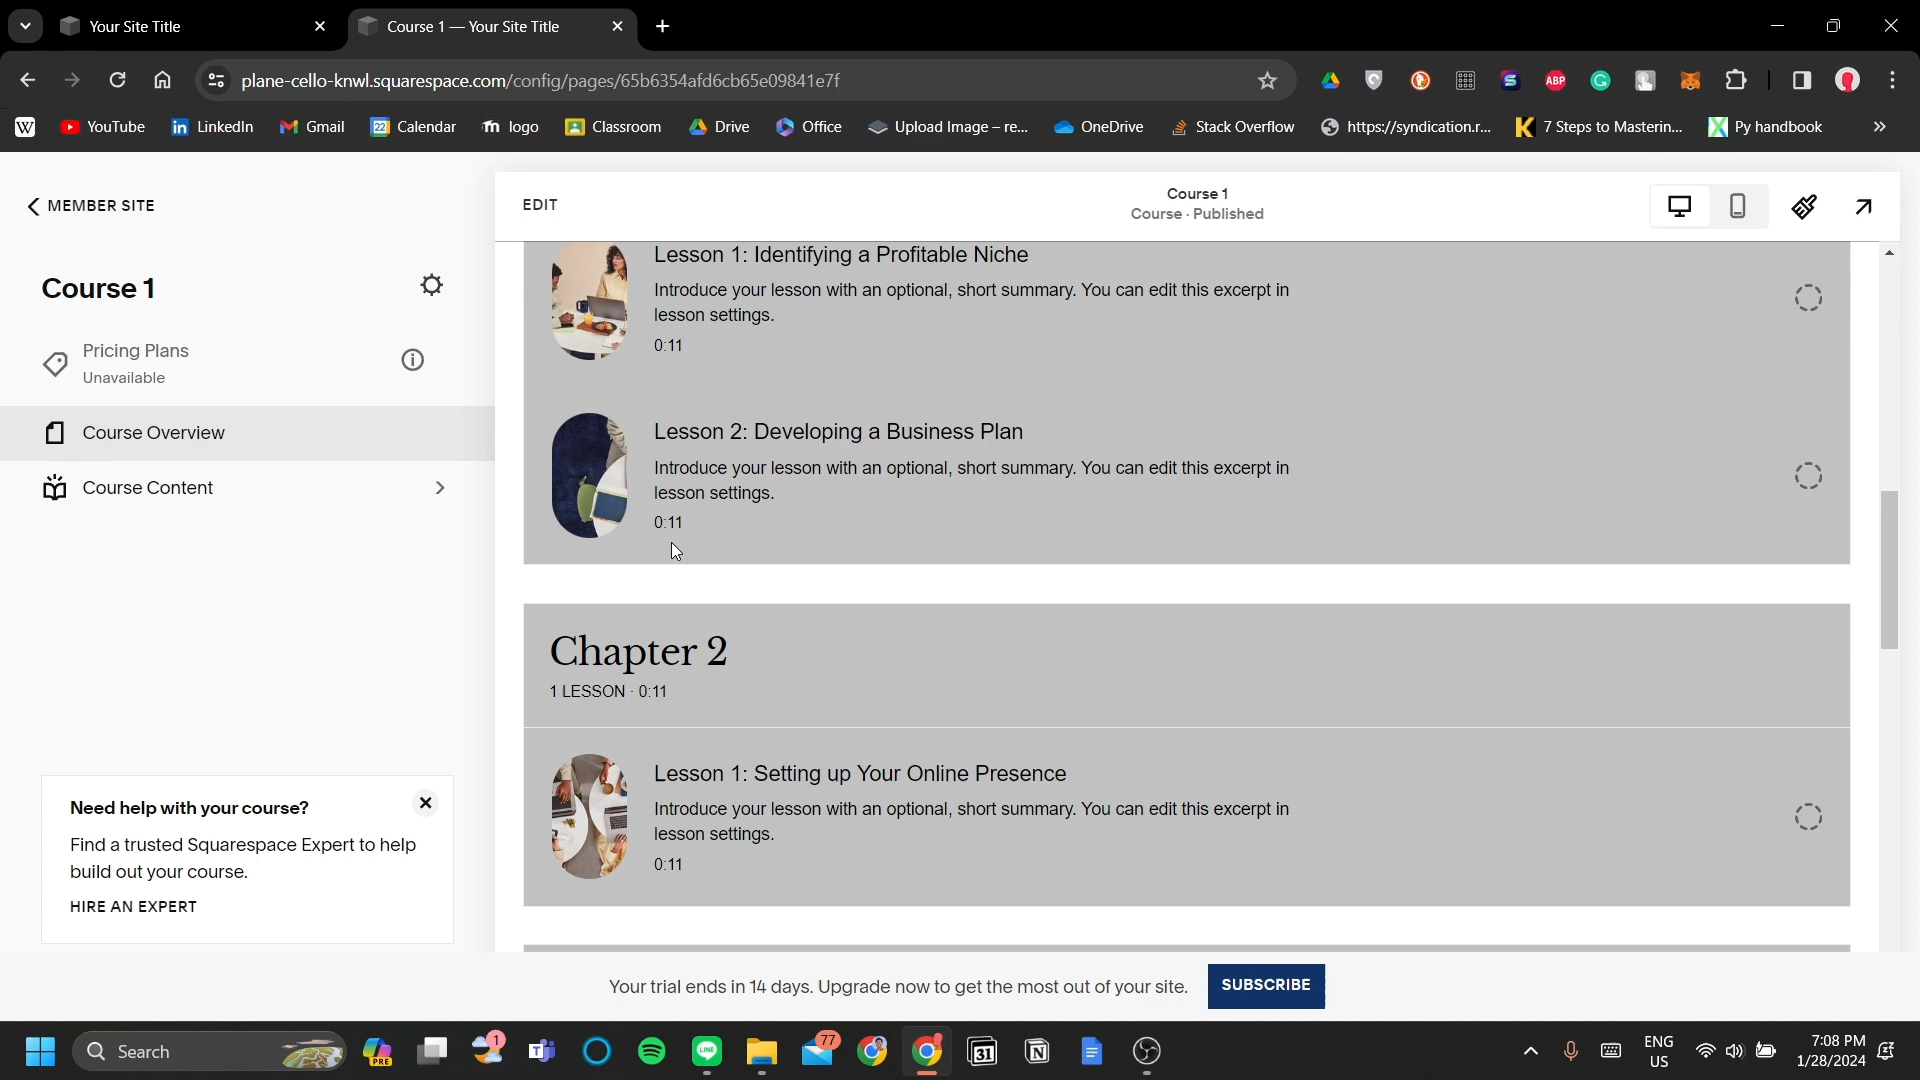 Your Site Title
Course 1 — Your Site Title
plane-cello-knwl.squarespace.com/config/pages/65b6354afd6cb65e09841e7f
ABP
W
YouTube
LinkedIn
Gmail
Calendar
logo
Classroom
Drive
Office
Upload Image – re...
OneDrive
Stack Overflow
https://syndication.r...
7 Steps to Masterin...
Py handbook
MEMBER SITE
EDIT
Course 1
Course · Published
Course 1
Pricing Plans
Unavailable
Course Overview
Course Content
Lesson 1: Identifying a Profitable Niche
Introduce your lesson with an optional, short summary. You can edit this excerpt in
lesson settings.
0:11
Lesson 2: Developing a Business Plan
Introduce your lesson with an optional, short summary. You can edit this excerpt in
lesson settings.
0:11
Chapter 2
1 LESSON · 0:11
Lesson 1: Setting up Your Online Presence
Introduce your lesson with an optional, short summary. You can edit this excerpt in
lesson settings.
0:11
Need help with your course?
Find a trusted Squarespace Expert to help
build out your course.
HIRE AN EXPERT
Your trial ends in 14 days. Upgrade now to get the most out of your site.
SUBSCRIBE
Search
PRE
1
LINE
77
31
ENG
US
7:08 PM
1/28/2024